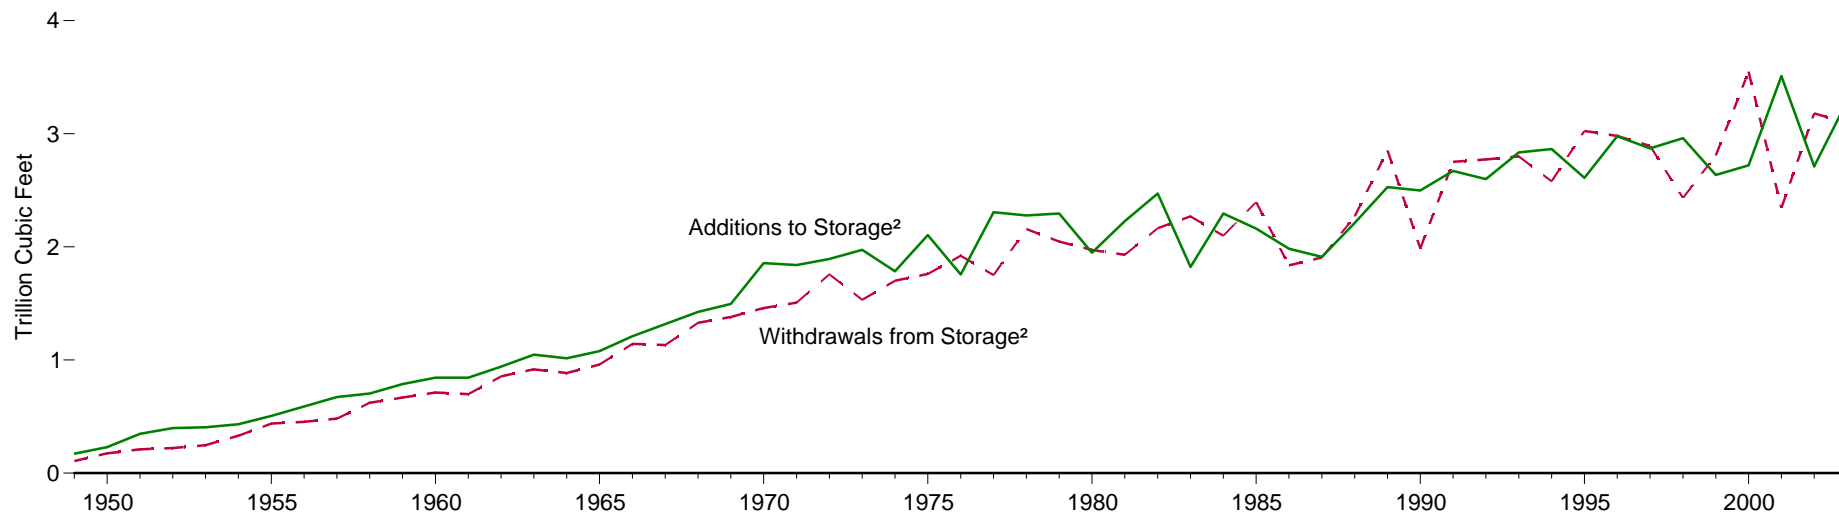 4
3
2
1
0
Trillion Cubic Feet
Additions to Storage²
Withdrawals from Storage²
1950 1955 1960 1965 1970 1975 1980 1985 1990 1995 2000